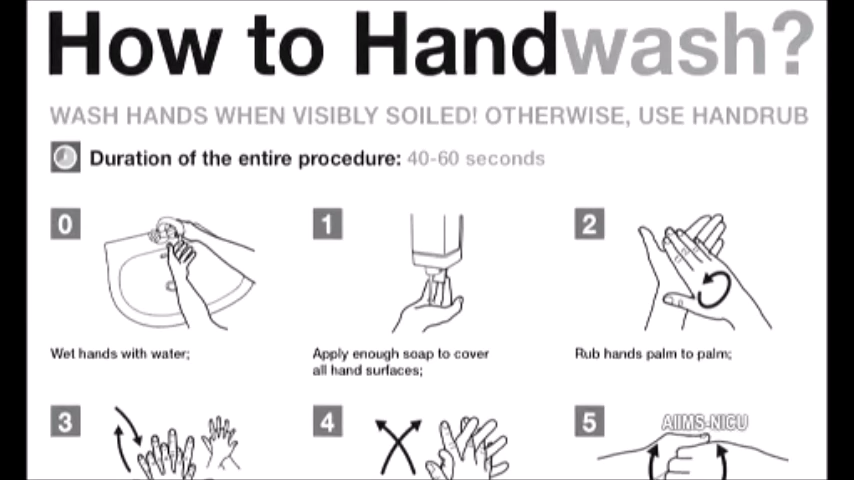 How to Handwash?
WASH HANDS WHEN VISIBLY SOILED! OTHERWISE, USE HANDRUB
Duration of the entire procedure: 40-60 seconds
0
1
2
Wet hands with water;
Apply enough soap to cover
all hand surfaces;
Rub hands palm to palm;
3
4
5
AIIMS-NICU